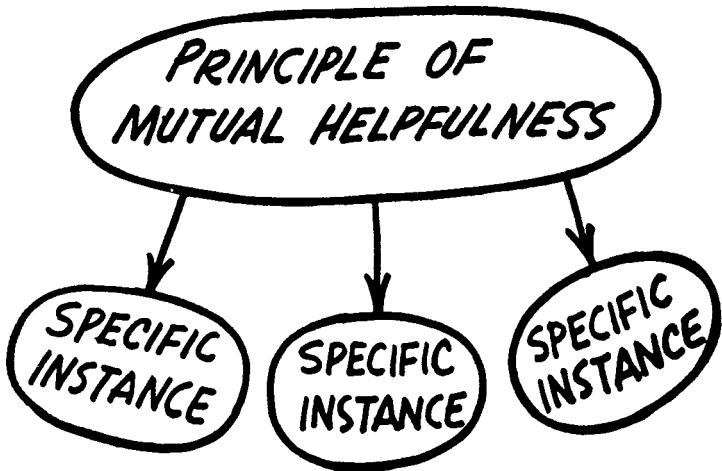 PRINCIPLE OF
MUTUAL HELPFULNESS
SPECIFIC
INSTANCE
SPECIFIC
INSTANCE
SPECIFIC
INSTANCE